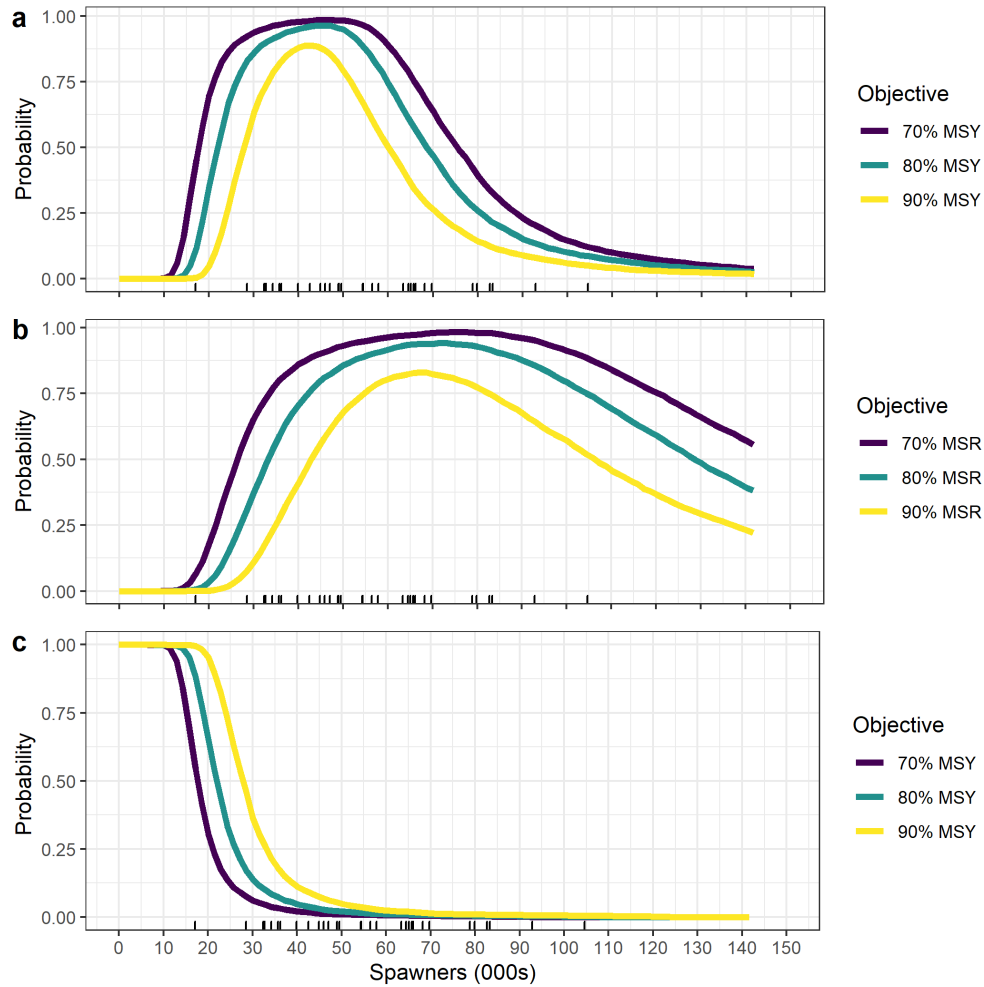 a
1.00
0.75
0.50
0.25
0.00
Probability
Objective
70% MSY
80% MSY
90% MSY
b
1.00
0.75
0.50
0.25
0.00
Probability
Objective
70% MSR
80% MSR
90% MSR
c
1.00
0.75
0.50
0.25
0.00
Probability
Objective
70% MSY
80% MSY
90% MSY
0 10 20 30 40 50 60 70 80 90 100 110 120 130 140 150
Spawners (000s)